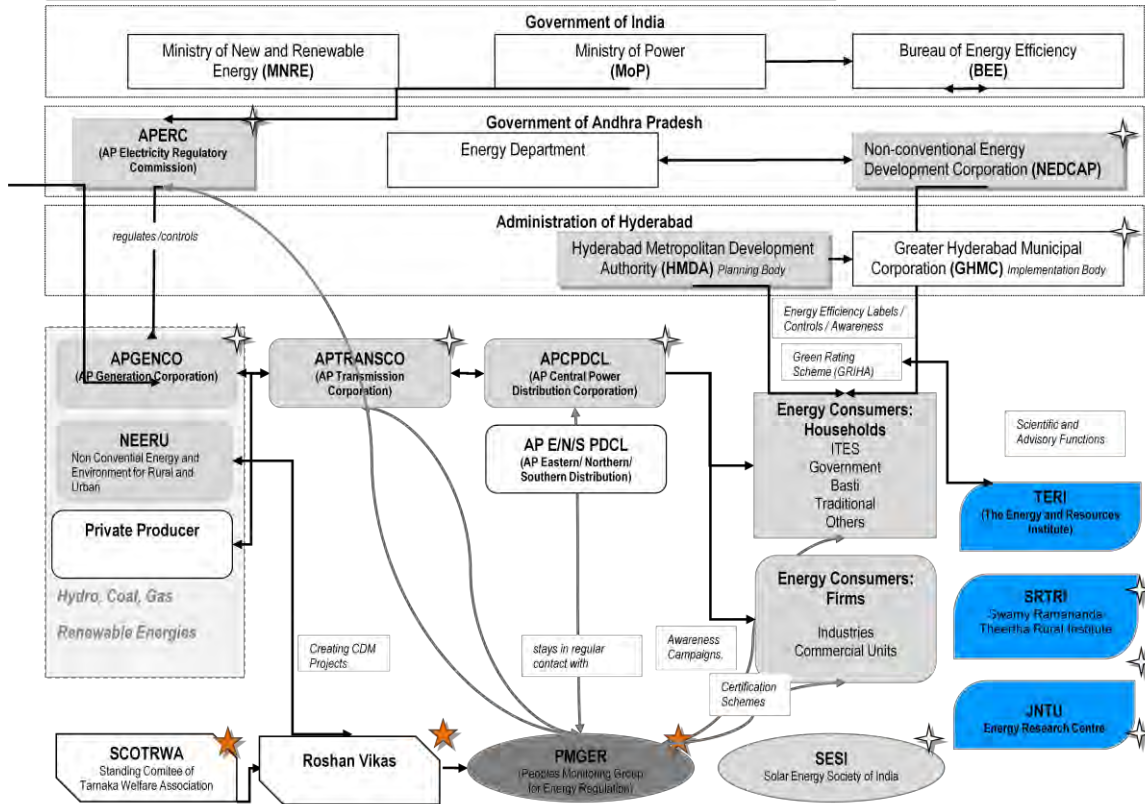 Government of India
Ministry of New and Renewable
Energy (MNRE)
Ministry of Power
(MoP)
Bureau of Energy Efficiency
(BEE)
Government of Andhra Pradesh
APERC
(AP Electricity Regulatory
Commission)
Energy Department
Non-conventional Energy
Development Corporation (NEDCAP)
Administration of Hyderabad
regulates /controls
Hyderabad Metropolitan Development
Authority (HMDA) Planning Body
Greater Hyderabad Municipal
Corporation (GHMC) Implementation Body
Energy Efficiency Labels /
Controls / Awareness
Green Rating
Scheme (GRIHA)
APGENCO
(AP Generation Corporation)
APTRANSCO
(AP Transmission
Corporation)
APCPDCL
(AP Central Power
Distribution Corporation)
NEERU
Non Convential Energy and
Environment for Rural and
Urban
AP E/N/S PDCL
(AP Eastern/ Northern/
Southern Distribution)
Energy Consumers:
Households
ITES
Government
Basti
Traditional
Others
Scientific and
Advisory Functions
TERI
(The Energy and Resources
Institute)
Private Producer
Hydro, Coal, Gas
Renewable Energies
Energy Consumers:
Firms
Industries
Commercial Units
SRTRI
Swamy Ramananda
Theertha Rural Institute
Creating CDM
Projects
stays in regular
contact with
Awareness
Campaigns,
Certification
Schemes
JNTU
Energy Research Centre
SCOTRWA
Standing Comitee of
Tarnaka Welfare Association
Roshan Vikas
PMGER
(Peoples Monitoring Group
for Energy Regulation)
SESI
Solar Energy Society of India